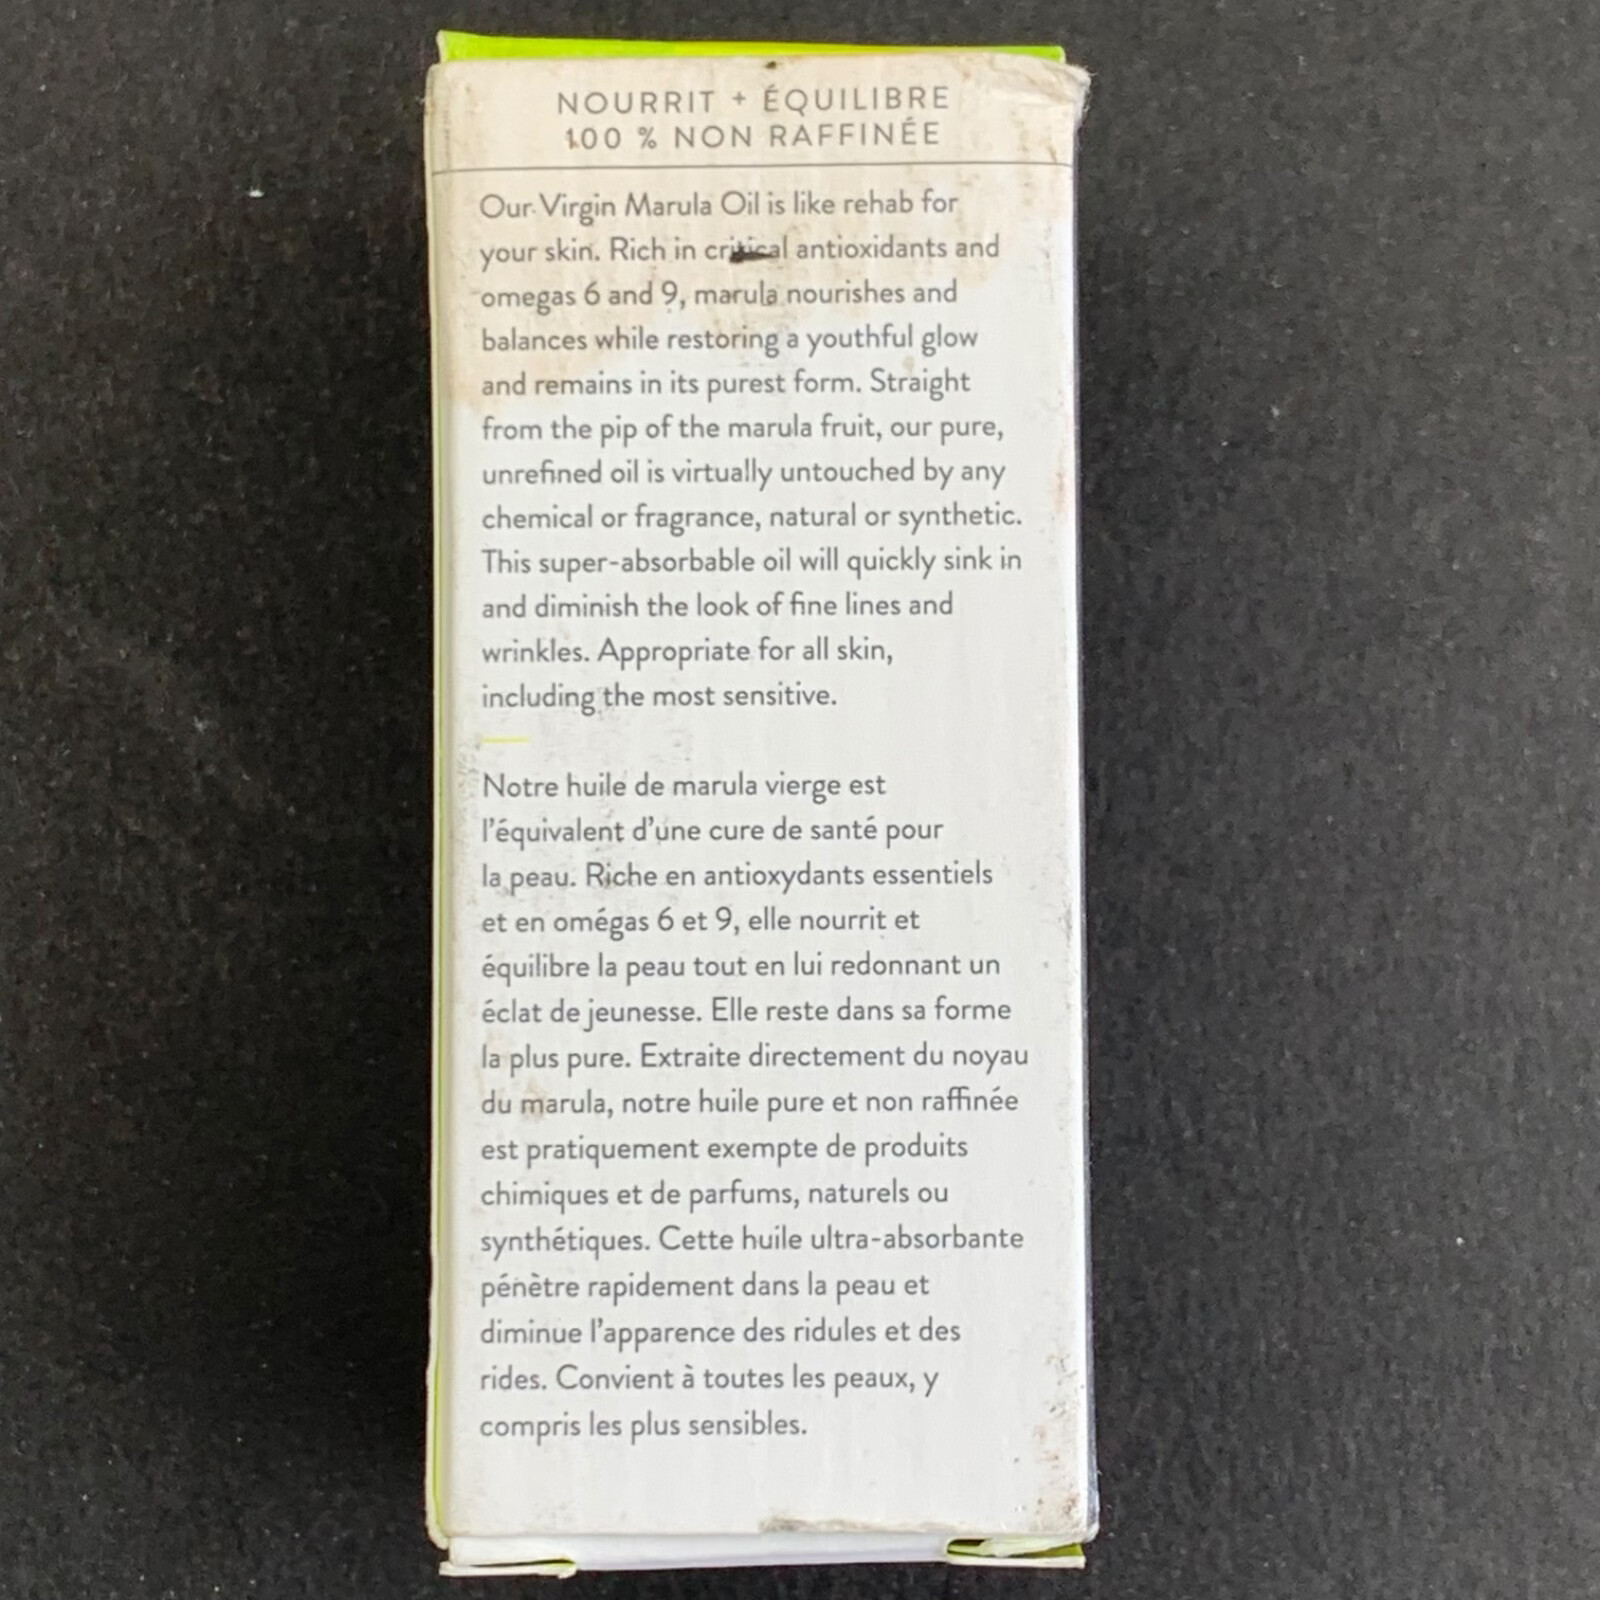 NOURRIT + ÉQUILIBRE
100 % NON RAFFINÉE
Our Virgin Marula Oil is like rehab for
your skin. Rich in critical antioxidants and
omegas 6 and 9, marula nourishes and
balances while restoring a youthful glow
and remains in its purest form. Straight
from the pip of the marula fruit, our pure,
unrefined oil is virtually untouched by any
chemical or fragrance, natural or synthetic.
This super-absorbable oil will quickly sink in
and diminish the look of fine lines and
wrinkles. Appropriate for all skin,
including the most sensitive.
Notre huile de marula vierge est
l'équivalent d'une cure de santé pour
la peau. Riche en antioxydants essentiels
et en omégas 6 et 9, elle nourrit et
équilibre la peau tout en lui redonnant un
éclat de jeunesse. Elle reste dans sa forme
la plus pure. Extraite directement du noyau
du marula, notre huile pure et non raffinée
est pratiquement exempte de produits
chimiques et de parfums, naturels ou
synthétiques. Cette huile ultra-absorbante
pénètre rapidement dans la peau et
diminue l'apparence des ridules et des
rides. Convient à toutes les peaux, y
compris les plus sensibles.